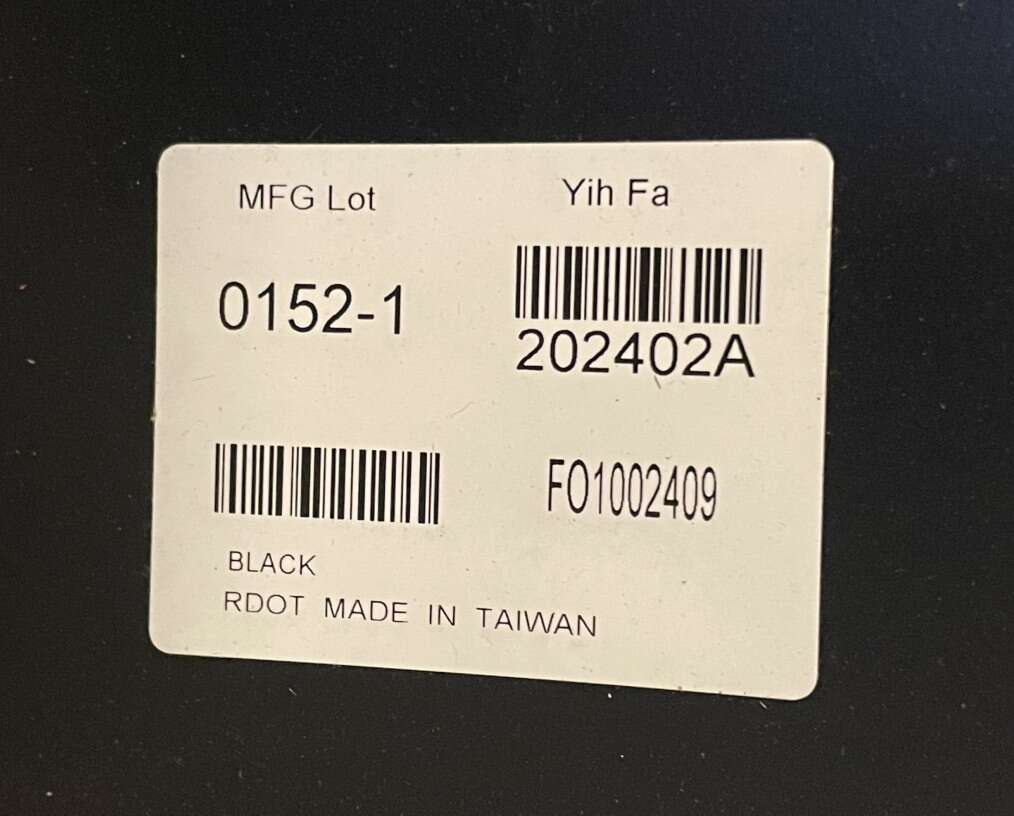 MFG Lot
Yih Fa
0152-1
202402A
FO1002409
BLACK
RDOT MADE IN TAIWAN